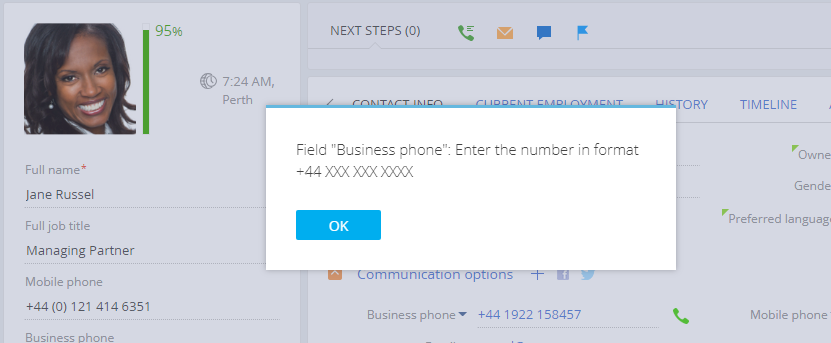 95%
7:24 AM,
Perth
Full name*
Jane Russel
Full job title
Managing Partner
Mobile phone
+44 (0) 121 414 6351
Business phone
NEXT STEPS (0)
CONTACT INFO CURRENT EMPLOYMENT HISTORY TIMELINE
Field "Business phone": Enter the number in format
+44 XXX XXX XXXX
OK
Owne
Gende
Preferred languag
Communication options
Business phone +44 1922 158457 Mobile phone